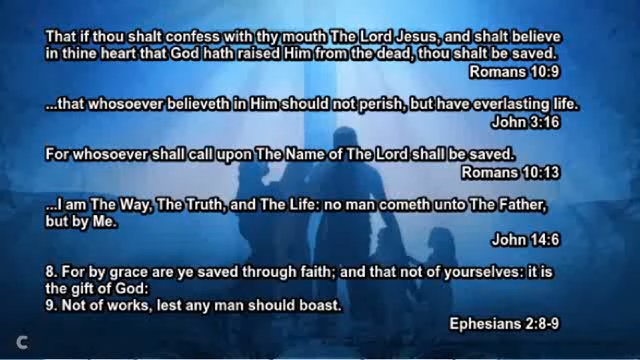 That if thou shalt confess with thy mouth The Lord Jesus, and shalt believe
in thine heart that God hath raised Him from the dead, thou shalt be saved.
Romans 10:9
...that whosoever believeth in Him should not perish, but have everlasting life.
John 3:16
For whosoever shall call upon The Name of The Lord shall be saved.
Romans 10:13
...I am The Way, The Truth, and The Life: no man cometh unto The Father,
but by Me.
John 14:6
8. For by grace are ye saved through faith; and that not of yourselves: it is
the gift of God:
9. Not of works, lest any man should boast.
Ephesians 2:8-9
C